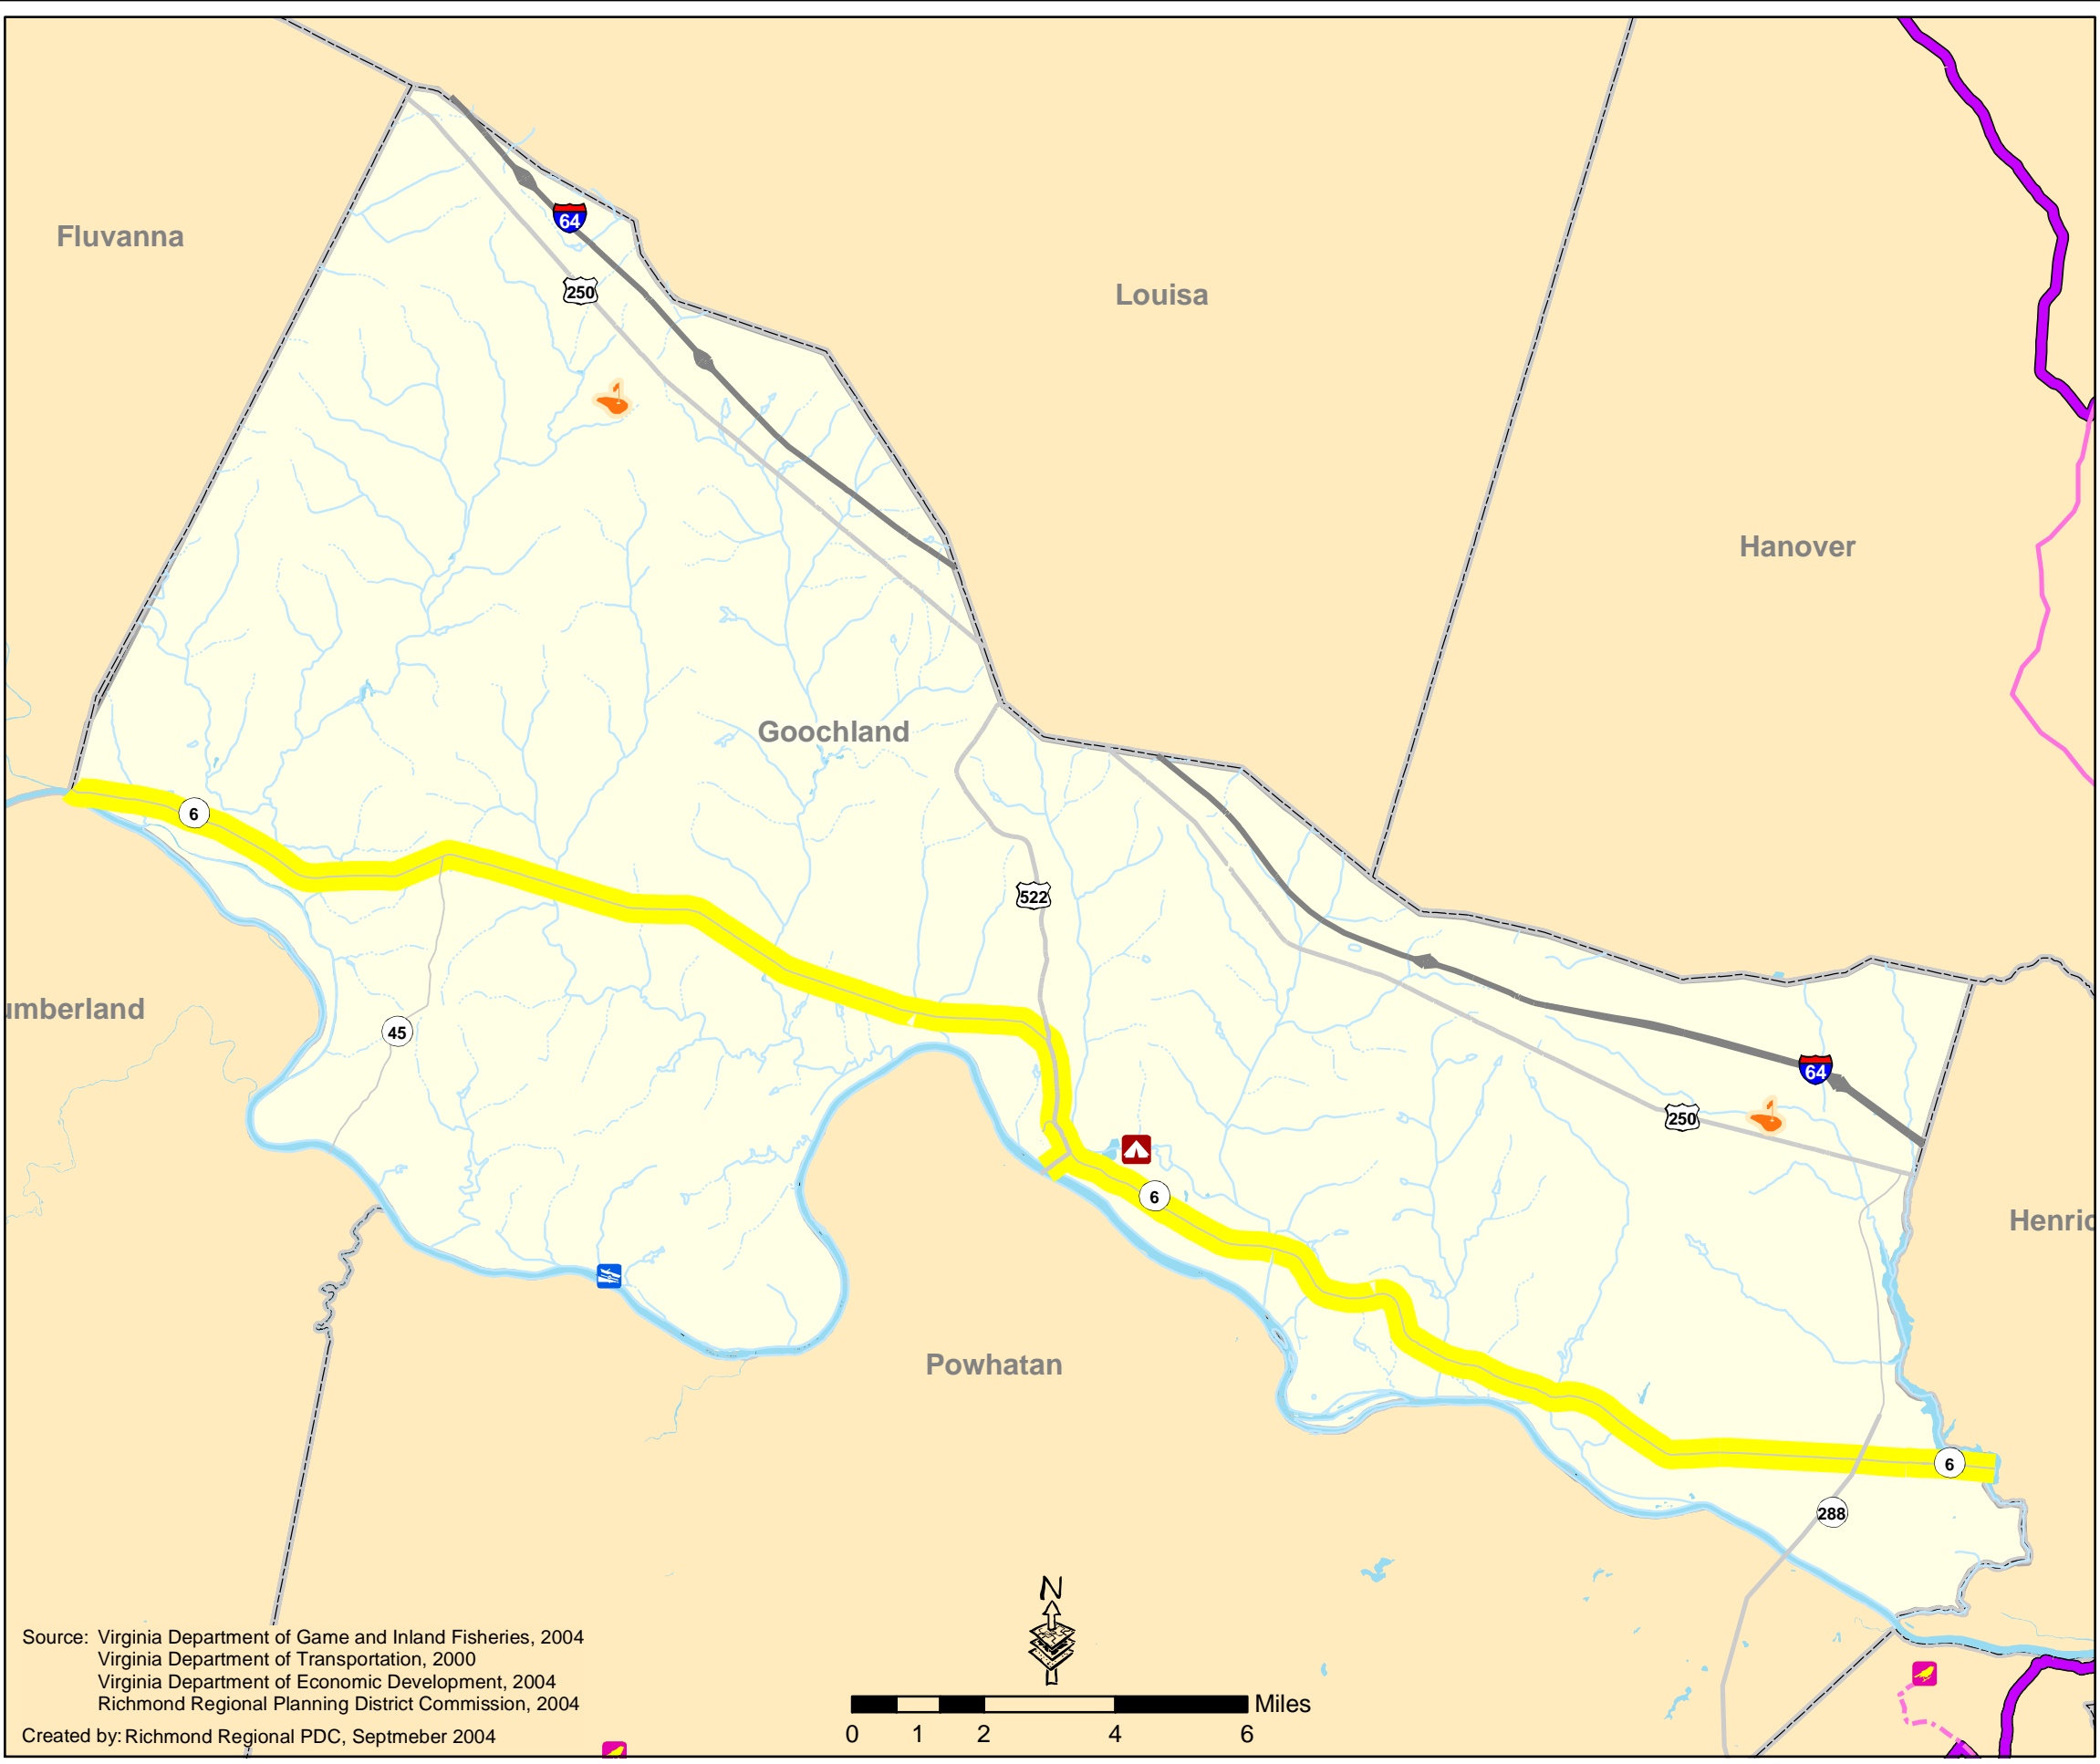 64
Fluvanna
250
Louisa
Hanover
Goochland
6
522
umberland
45
64
250
6
Henric
Powhatan
6
288
N
Source: Virginia Department of Game and Inland Fisheries, 2004
Virginia Department of Transportation, 2000
Virginia Department of Economic Development, 2004
Richmond Regional Planning District Commission, 2004
Created by: Richmond Regional PDC, Septmeber 2004
Miles
0 1 2 4 6